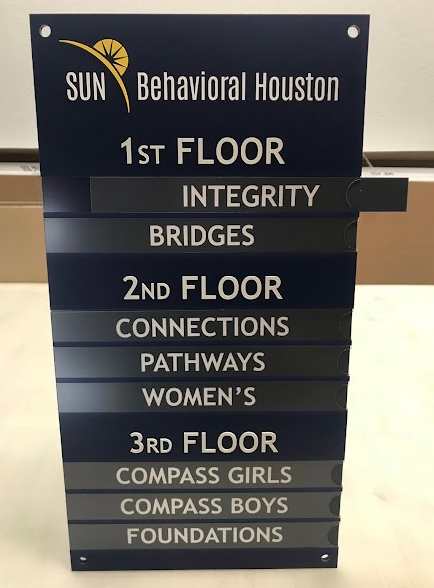 SUN Behavioral Houston
1ST FLOOR
INTEGRITY
BRIDGES
2ND FLOOR
CONNECTIONS
PATHWAYS
WOMEN'S
3RD FLOOR
COMPASS GIRLS
COMPASS BOYS
FOUNDATIONS